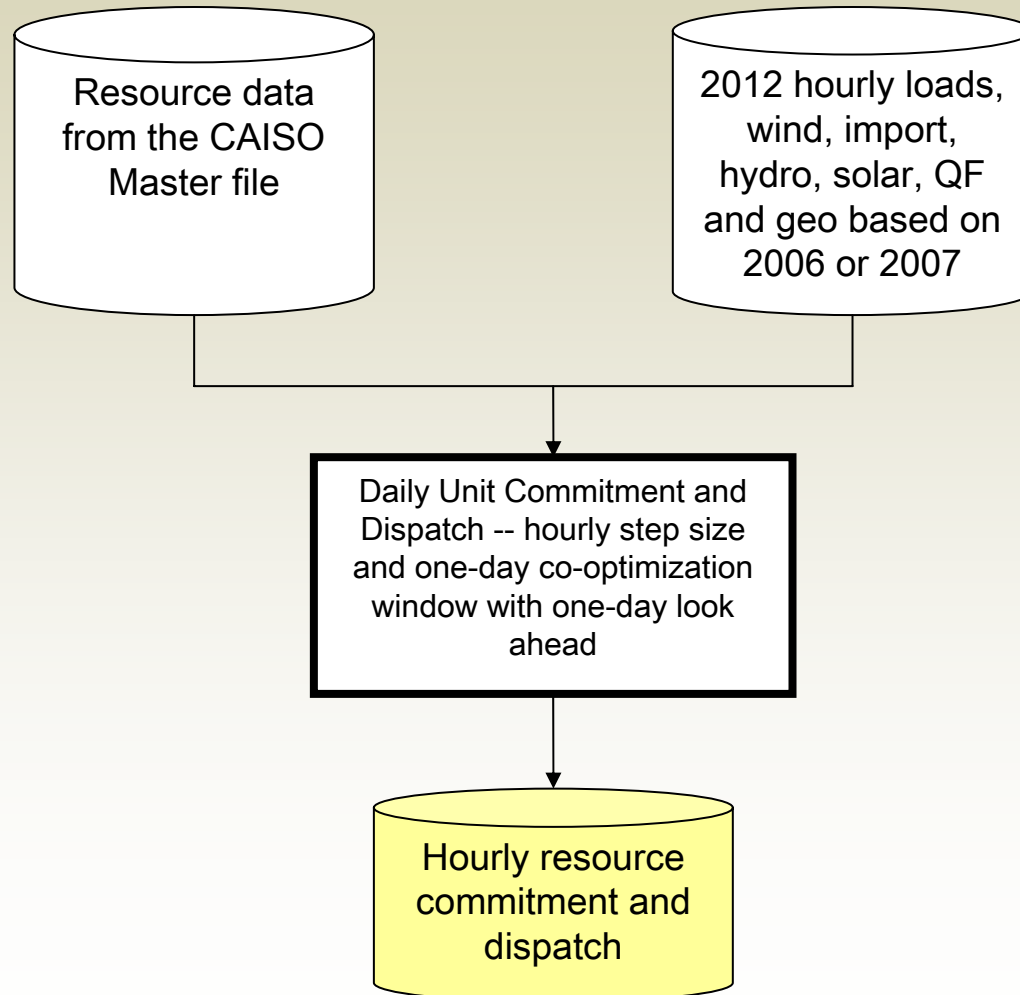 Resource data
from the CAISO
Master file
2012 hourly loads,
wind, import,
hydro, solar, QF
and geo based on
2006 or 2007
Daily Unit Commitment and
Dispatch -- hourly step size
and one-day co-optimization
window with one-day look
ahead
Hourly resource
commitment and
dispatch